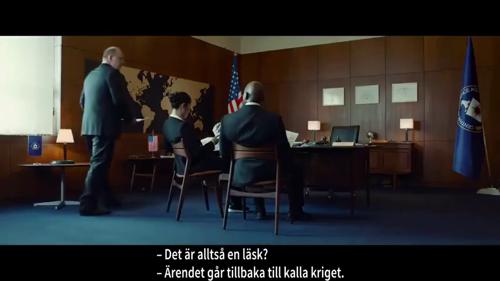 – Det är alltså en läsk?
– Ärendet går tillbaka till kalla kriget.